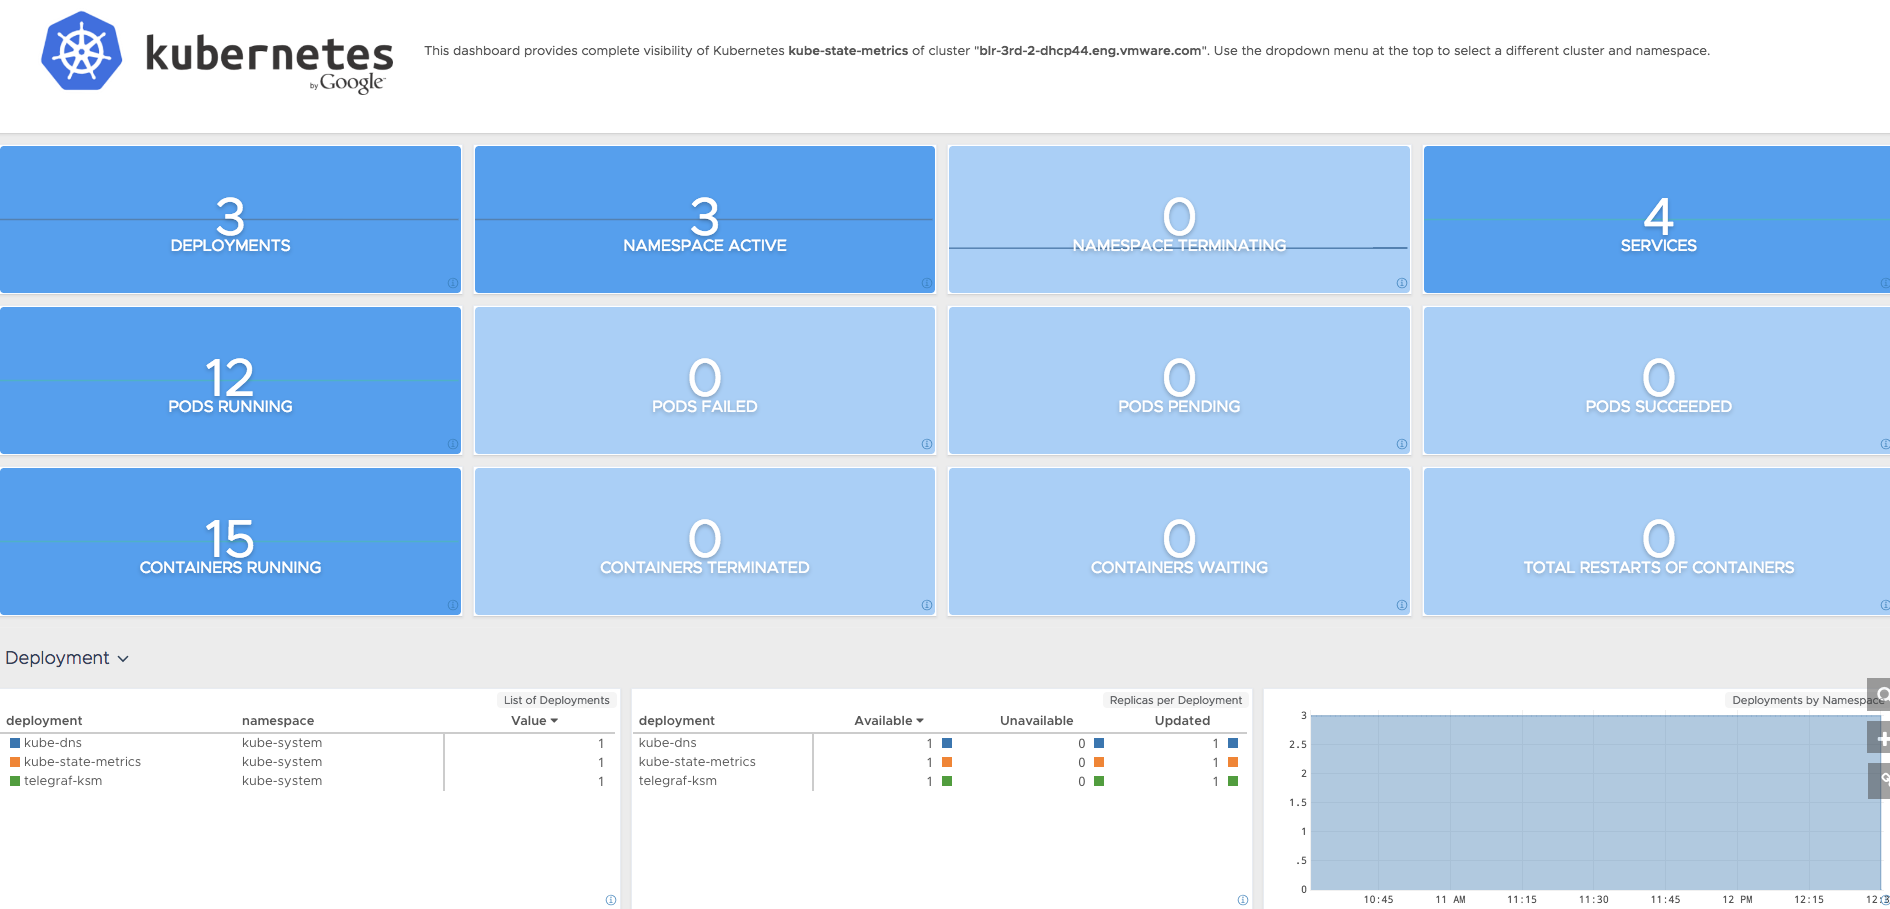 kubernetes
by Google
This dashboard provides complete visibility of Kubernetes kube-state-metrics of cluster "blr-3rd-2-dhcp44.eng.vmware.com". Use the dropdown menu at the top to select a different cluster and namespace.
3
DEPLOYMENTS
3
NAMESPACE ACTIVE
0
NAMESPACE TERMINATING
4
SERVICES
12
PODS RUNNING
0
PODS FAILED
0
PODS PENDING
0
PODS SUCCEEDED
15
CONTAINERS RUNNING
0
CONTAINERS TERMINATED
0
CONTAINERS WAITING
0
TOTAL RESTARTS OF CONTAINERS
Deployment
List of Deployments
deployment namespace Value
kube-dns kube-system 1
kube-state-metrics kube-system 1
telegraf-ksm kube-system 1
Replicas per Deployment
deployment Available Unavailable Updated
kube-dns 1 0 1
kube-state-metrics 1 0 1
telegraf-ksm 1 0 1
Deployments by Namespace
3
2.5
2
1.5
1
.5
0
10:45 11 AM 11:15 11:30 11:45 12 PM 12:15